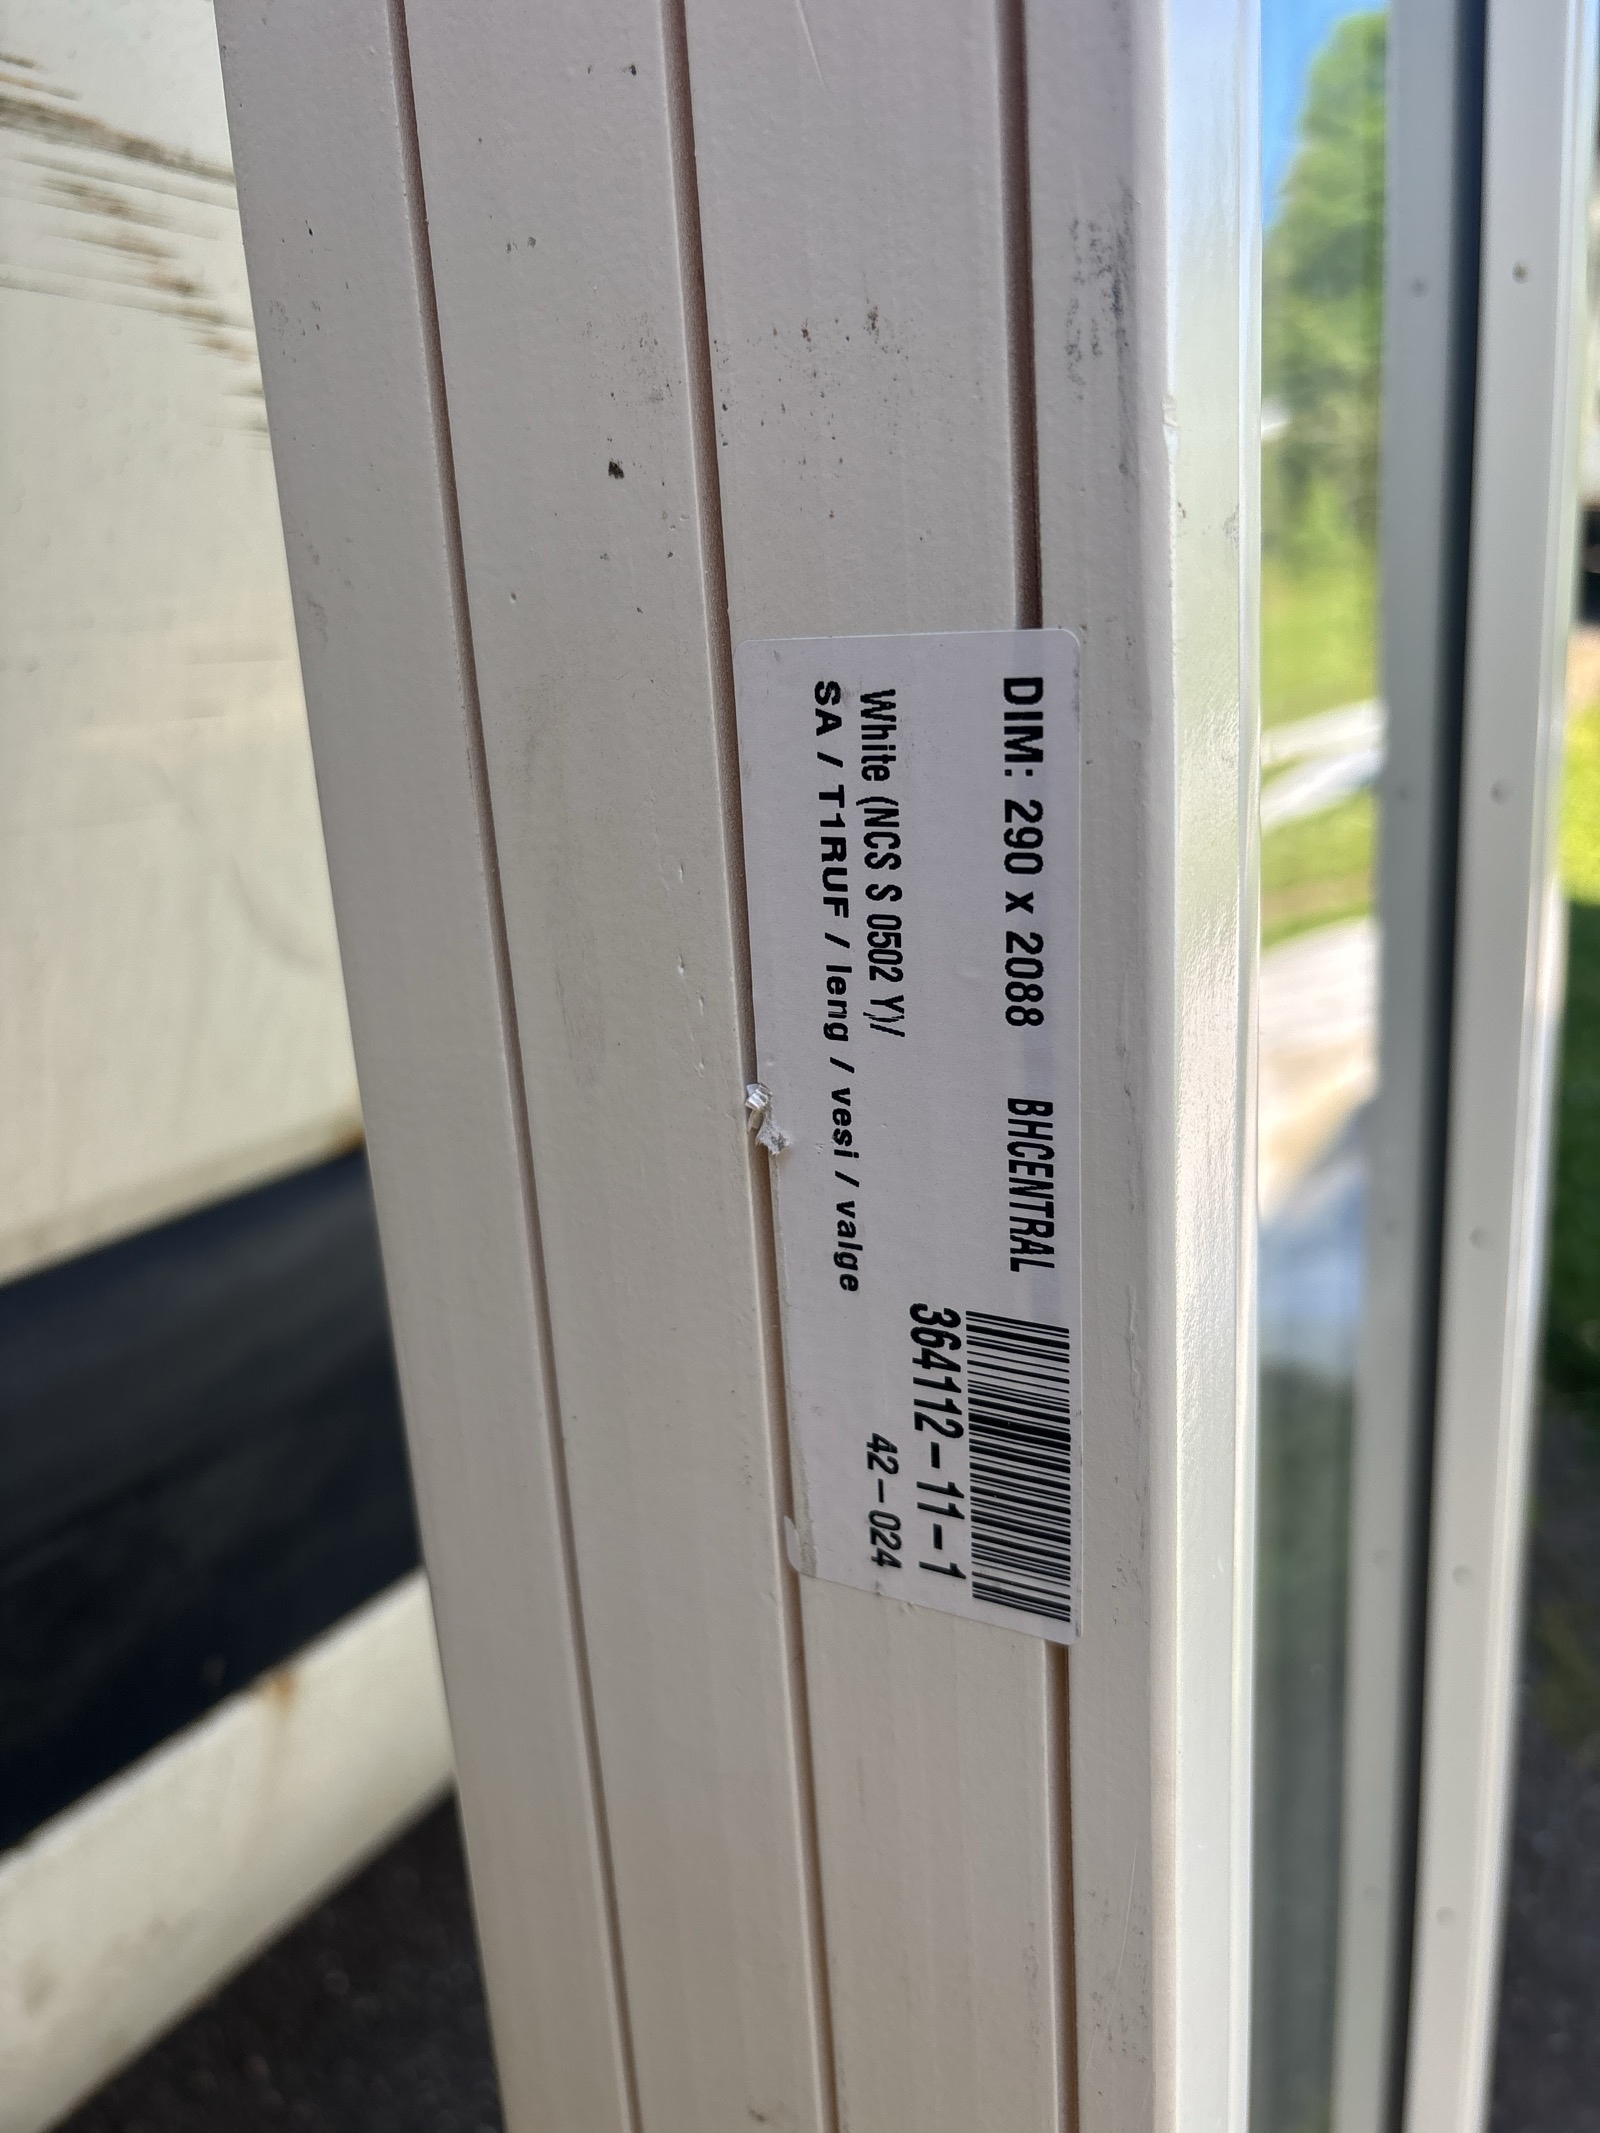 DIM: 290 x 2088 BHCENTRAL
364112-11-1
White (NCS S 0502 Y)/ 42-024
SA / T1RUF / leng / vesi / valge